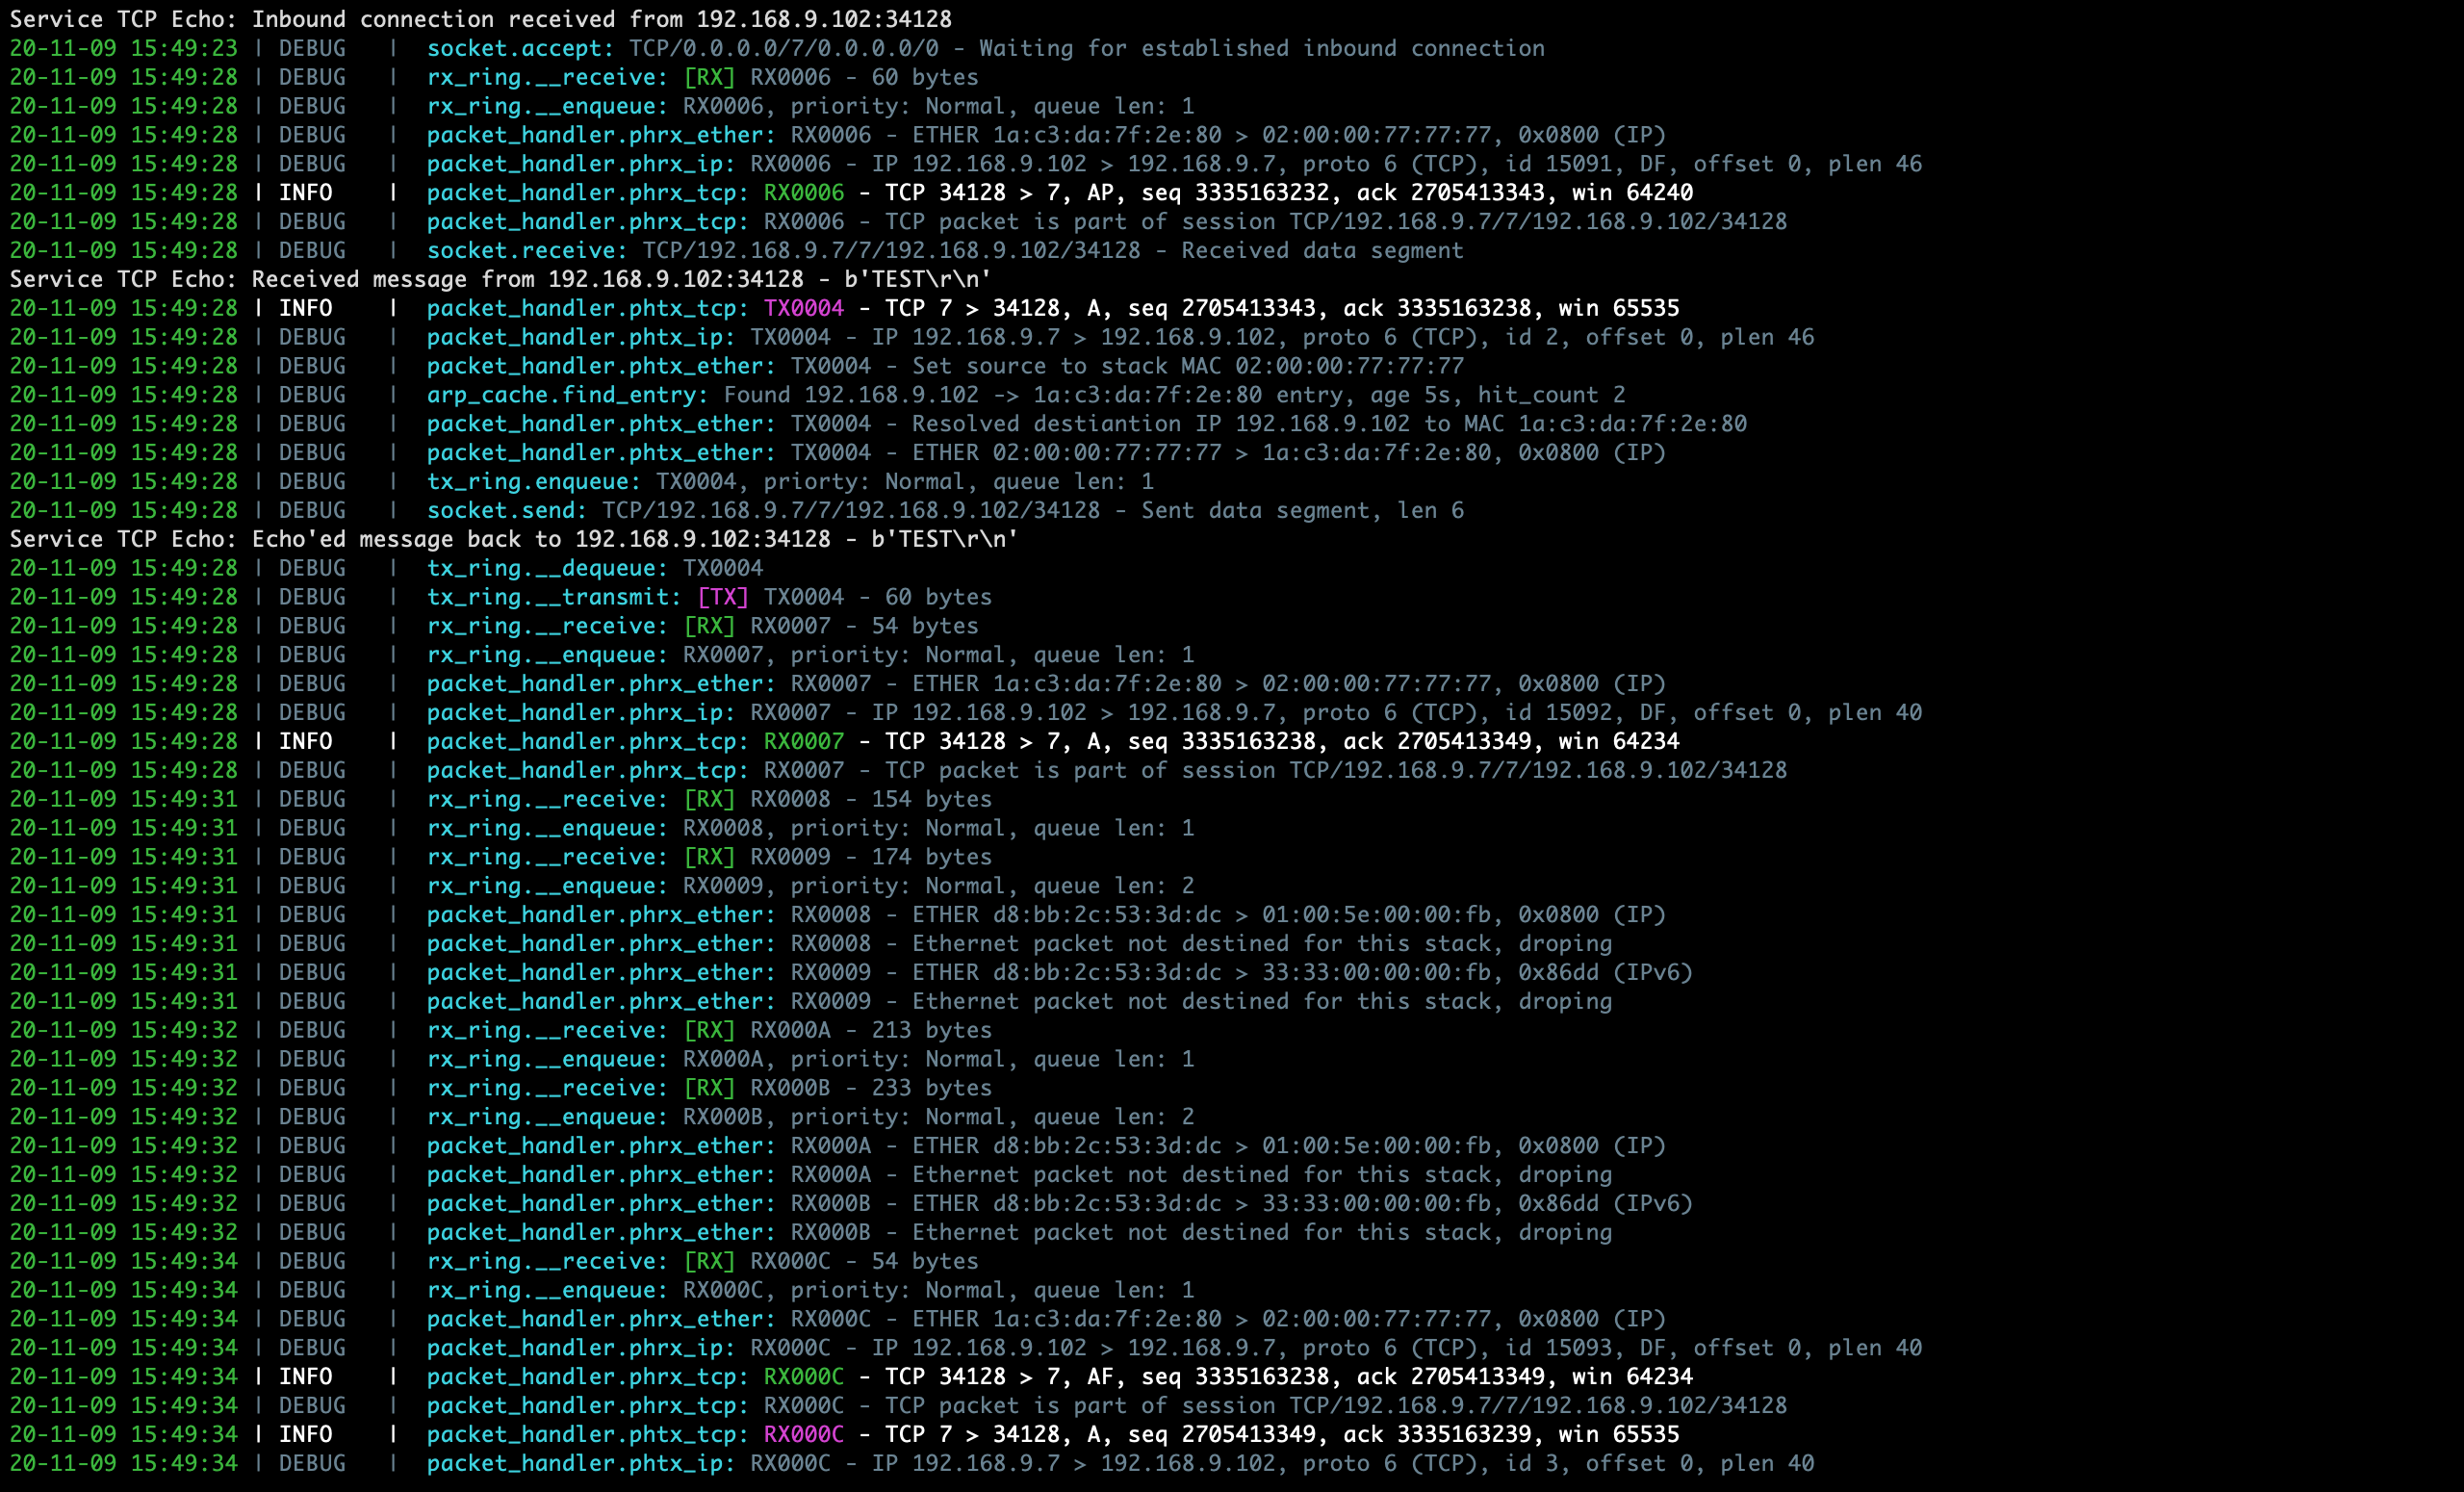 Service TCP Echo: Inbound connection received from 192.168.9.102:34128
20-11-09 15:49:23 | DEBUG   |  socket.accept: TCP/0.0.0.0/7/0.0.0.0/0 - Waiting for established inbound connection
20-11-09 15:49:28 | DEBUG   |  rx_ring.__receive: [RX] RX0006 - 60 bytes
20-11-09 15:49:28 | DEBUG   |  rx_ring.__enqueue: RX0006, priority: Normal, queue len: 1
20-11-09 15:49:28 | DEBUG   |  packet_handler.phrx_ether: RX0006 - ETHER 1a:c3:da:7f:2e:80 > 02:00:00:77:77:77, 0x0800 (IP)
20-11-09 15:49:28 | DEBUG   |  packet_handler.phrx_ip: RX0006 - IP 192.168.9.102 > 192.168.9.7, proto 6 (TCP), id 15091, DF, offset 0, plen 46
20-11-09 15:49:28 | INFO    |  packet_handler.phrx_tcp: RX0006 - TCP 34128 > 7, AP, seq 3335163232, ack 2705413343, win 64240
20-11-09 15:49:28 | DEBUG   |  packet_handler.phrx_tcp: RX0006 - TCP packet is part of session TCP/192.168.9.7/7/192.168.9.102/34128
20-11-09 15:49:28 | DEBUG   |  socket.receive: TCP/192.168.9.7/7/192.168.9.102/34128 - Received data segment
Service TCP Echo: Received message from 192.168.9.102:34128 - b'TEST\r\n'
20-11-09 15:49:28 | INFO    |  packet_handler.phtx_tcp: TX0004 - TCP 7 > 34128, A, seq 2705413343, ack 3335163238, win 65535
20-11-09 15:49:28 | DEBUG   |  packet_handler.phtx_ip: TX0004 - IP 192.168.9.7 > 192.168.9.102, proto 6 (TCP), id 2, offset 0, plen 46
20-11-09 15:49:28 | DEBUG   |  packet_handler.phtx_ether: TX0004 - Set source to stack MAC 02:00:00:77:77:77
20-11-09 15:49:28 | DEBUG   |  arp_cache.find_entry: Found 192.168.9.102 -> 1a:c3:da:7f:2e:80 entry, age 5s, hit_count 2
20-11-09 15:49:28 | DEBUG   |  packet_handler.phtx_ether: TX0004 - Resolved destiantion IP 192.168.9.102 to MAC 1a:c3:da:7f:2e:80
20-11-09 15:49:28 | DEBUG   |  packet_handler.phtx_ether: TX0004 - ETHER 02:00:00:77:77:77 > 1a:c3:da:7f:2e:80, 0x0800 (IP)
20-11-09 15:49:28 | DEBUG   |  tx_ring.enqueue: TX0004, priorty: Normal, queue len: 1
20-11-09 15:49:28 | DEBUG   |  socket.send: TCP/192.168.9.7/7/192.168.9.102/34128 - Sent data segment, len 6
Service TCP Echo: Echo'ed message back to 192.168.9.102:34128 - b'TEST\r\n'
20-11-09 15:49:28 | DEBUG   |  tx_ring.__dequeue: TX0004
20-11-09 15:49:28 | DEBUG   |  tx_ring.__transmit: [TX] TX0004 - 60 bytes
20-11-09 15:49:28 | DEBUG   |  rx_ring.__receive: [RX] RX0007 - 54 bytes
20-11-09 15:49:28 | DEBUG   |  rx_ring.__enqueue: RX0007, priority: Normal, queue len: 1
20-11-09 15:49:28 | DEBUG   |  packet_handler.phrx_ether: RX0007 - ETHER 1a:c3:da:7f:2e:80 > 02:00:00:77:77:77, 0x0800 (IP)
20-11-09 15:49:28 | DEBUG   |  packet_handler.phrx_ip: RX0007 - IP 192.168.9.102 > 192.168.9.7, proto 6 (TCP), id 15092, DF, offset 0, plen 40
20-11-09 15:49:28 | INFO    |  packet_handler.phrx_tcp: RX0007 - TCP 34128 > 7, A, seq 3335163238, ack 2705413349, win 64234
20-11-09 15:49:28 | DEBUG   |  packet_handler.phrx_tcp: RX0007 - TCP packet is part of session TCP/192.168.9.7/7/192.168.9.102/34128
20-11-09 15:49:31 | DEBUG   |  rx_ring.__receive: [RX] RX0008 - 154 bytes
20-11-09 15:49:31 | DEBUG   |  rx_ring.__enqueue: RX0008, priority: Normal, queue len: 1
20-11-09 15:49:31 | DEBUG   |  rx_ring.__receive: [RX] RX0009 - 174 bytes
20-11-09 15:49:31 | DEBUG   |  rx_ring.__enqueue: RX0009, priority: Normal, queue len: 2
20-11-09 15:49:31 | DEBUG   |  packet_handler.phrx_ether: RX0008 - ETHER d8:bb:2c:53:3d:dc > 01:00:5e:00:00:fb, 0x0800 (IP)
20-11-09 15:49:31 | DEBUG   |  packet_handler.phrx_ether: RX0008 - Ethernet packet not destined for this stack, droping
20-11-09 15:49:31 | DEBUG   |  packet_handler.phrx_ether: RX0009 - ETHER d8:bb:2c:53:3d:dc > 33:33:00:00:00:fb, 0x86dd (IPv6)
20-11-09 15:49:31 | DEBUG   |  packet_handler.phrx_ether: RX0009 - Ethernet packet not destined for this stack, droping
20-11-09 15:49:32 | DEBUG   |  rx_ring.__receive: [RX] RX000A - 213 bytes
20-11-09 15:49:32 | DEBUG   |  rx_ring.__enqueue: RX000A, priority: Normal, queue len: 1
20-11-09 15:49:32 | DEBUG   |  rx_ring.__receive: [RX] RX000B - 233 bytes
20-11-09 15:49:32 | DEBUG   |  rx_ring.__enqueue: RX000B, priority: Normal, queue len: 2
20-11-09 15:49:32 | DEBUG   |  packet_handler.phrx_ether: RX000A - ETHER d8:bb:2c:53:3d:dc > 01:00:5e:00:00:fb, 0x0800 (IP)
20-11-09 15:49:32 | DEBUG   |  packet_handler.phrx_ether: RX000A - Ethernet packet not destined for this stack, droping
20-11-09 15:49:32 | DEBUG   |  packet_handler.phrx_ether: RX000B - ETHER d8:bb:2c:53:3d:dc > 33:33:00:00:00:fb, 0x86dd (IPv6)
20-11-09 15:49:32 | DEBUG   |  packet_handler.phrx_ether: RX000B - Ethernet packet not destined for this stack, droping
20-11-09 15:49:34 | DEBUG   |  rx_ring.__receive: [RX] RX000C - 54 bytes
20-11-09 15:49:34 | DEBUG   |  rx_ring.__enqueue: RX000C, priority: Normal, queue len: 1
20-11-09 15:49:34 | DEBUG   |  packet_handler.phrx_ether: RX000C - ETHER 1a:c3:da:7f:2e:80 > 02:00:00:77:77:77, 0x0800 (IP)
20-11-09 15:49:34 | DEBUG   |  packet_handler.phrx_ip: RX000C - IP 192.168.9.102 > 192.168.9.7, proto 6 (TCP), id 15093, DF, offset 0, plen 40
20-11-09 15:49:34 | INFO    |  packet_handler.phrx_tcp: RX000C - TCP 34128 > 7, AF, seq 3335163238, ack 2705413349, win 64234
20-11-09 15:49:34 | DEBUG   |  packet_handler.phrx_tcp: RX000C - TCP packet is part of session TCP/192.168.9.7/7/192.168.9.102/34128
20-11-09 15:49:34 | INFO    |  packet_handler.phtx_tcp: RX000C - TCP 7 > 34128, A, seq 2705413349, ack 3335163239, win 65535
20-11-09 15:49:34 | DEBUG   |  packet_handler.phtx_ip: RX000C - IP 192.168.9.7 > 192.168.9.102, proto 6 (TCP), id 3, offset 0, plen 40